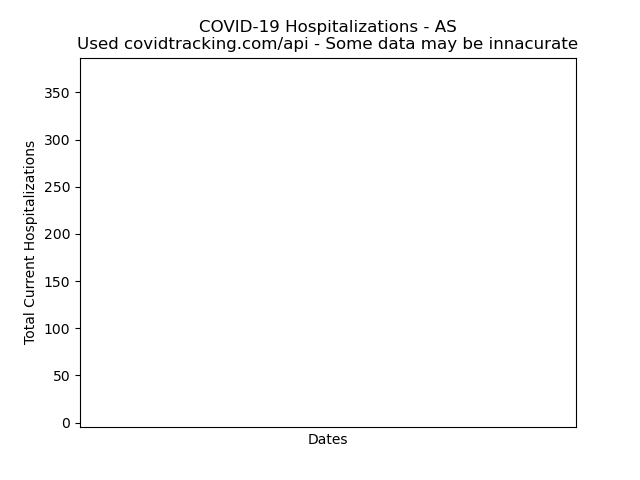 COVID-19 Hospitalizations - AS
Used covidtracking.com/api - Some data may be innacurate
350
300
250
200
150
100
50
0
Total Current Hospitalizations
Dates